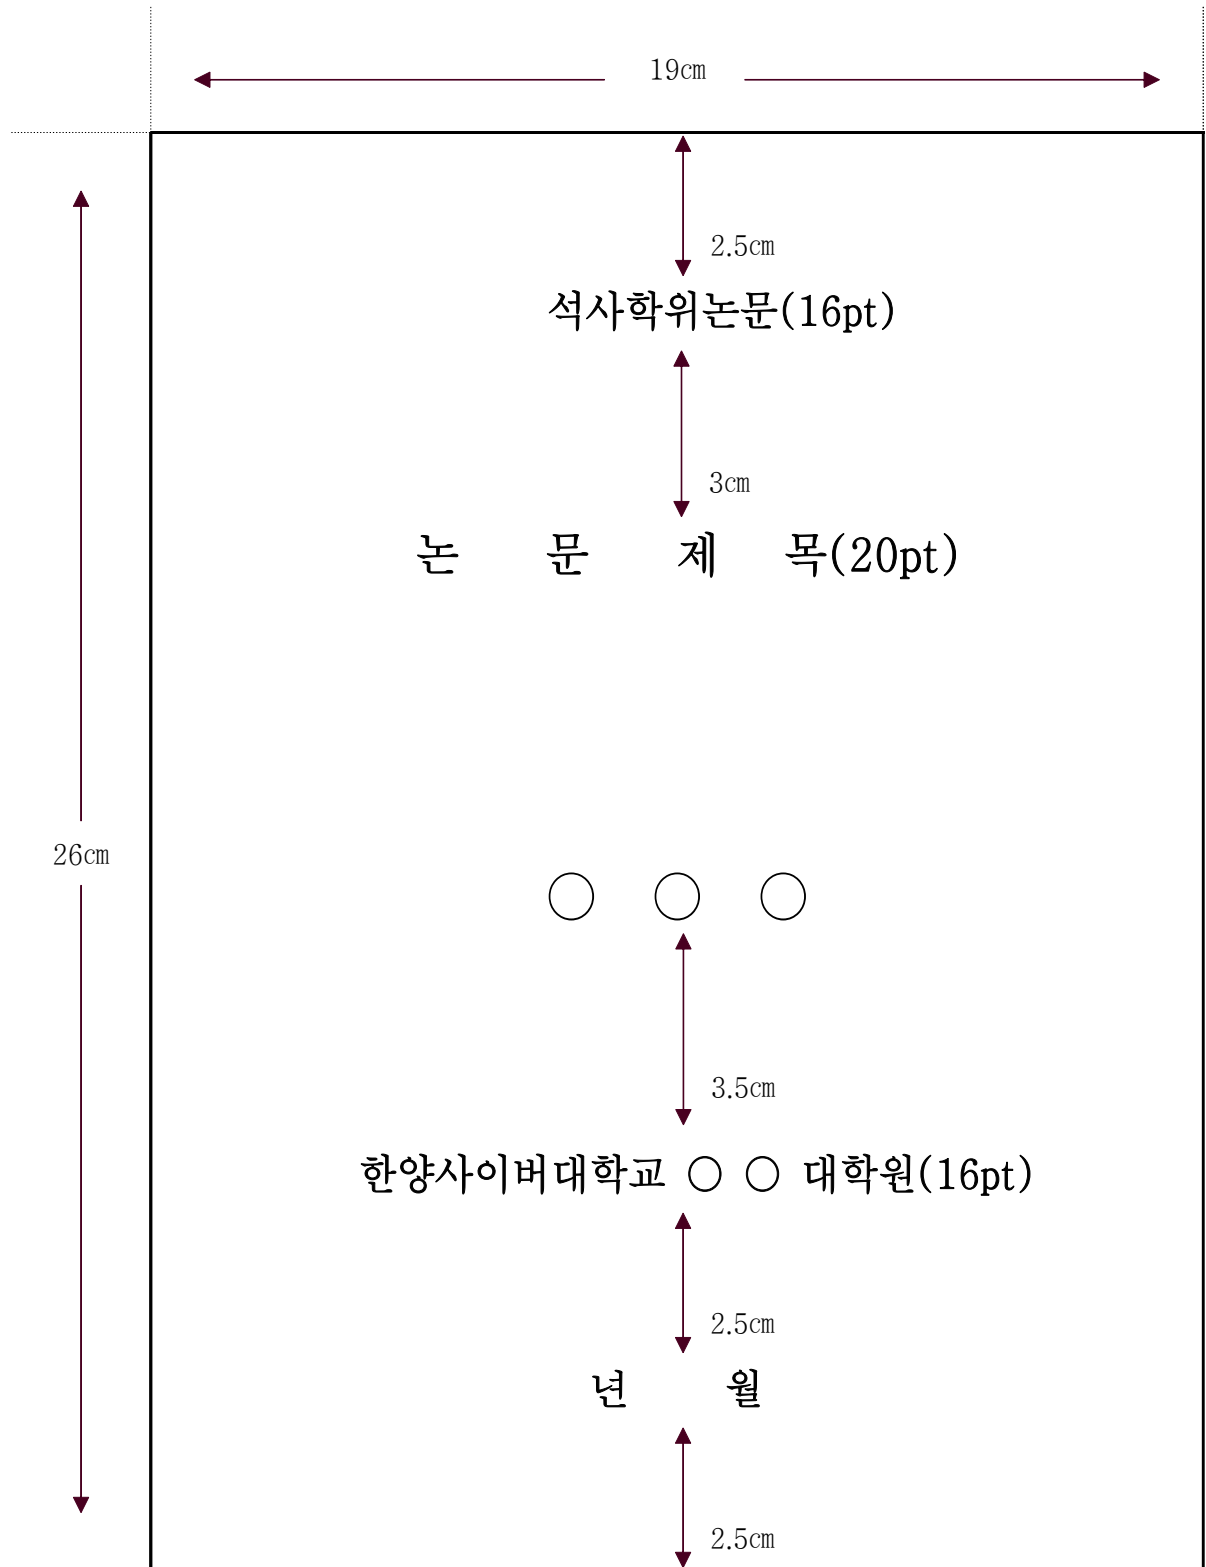 19cm
2.5cm
석사학위논문(16pt)
3cm
논 문 제 목(20pt)
26cm
○ ○ ○
3.5cm
한양사이버대학교 ○ ○ 대학원(16pt)
2.5cm
년 월
2.5cm